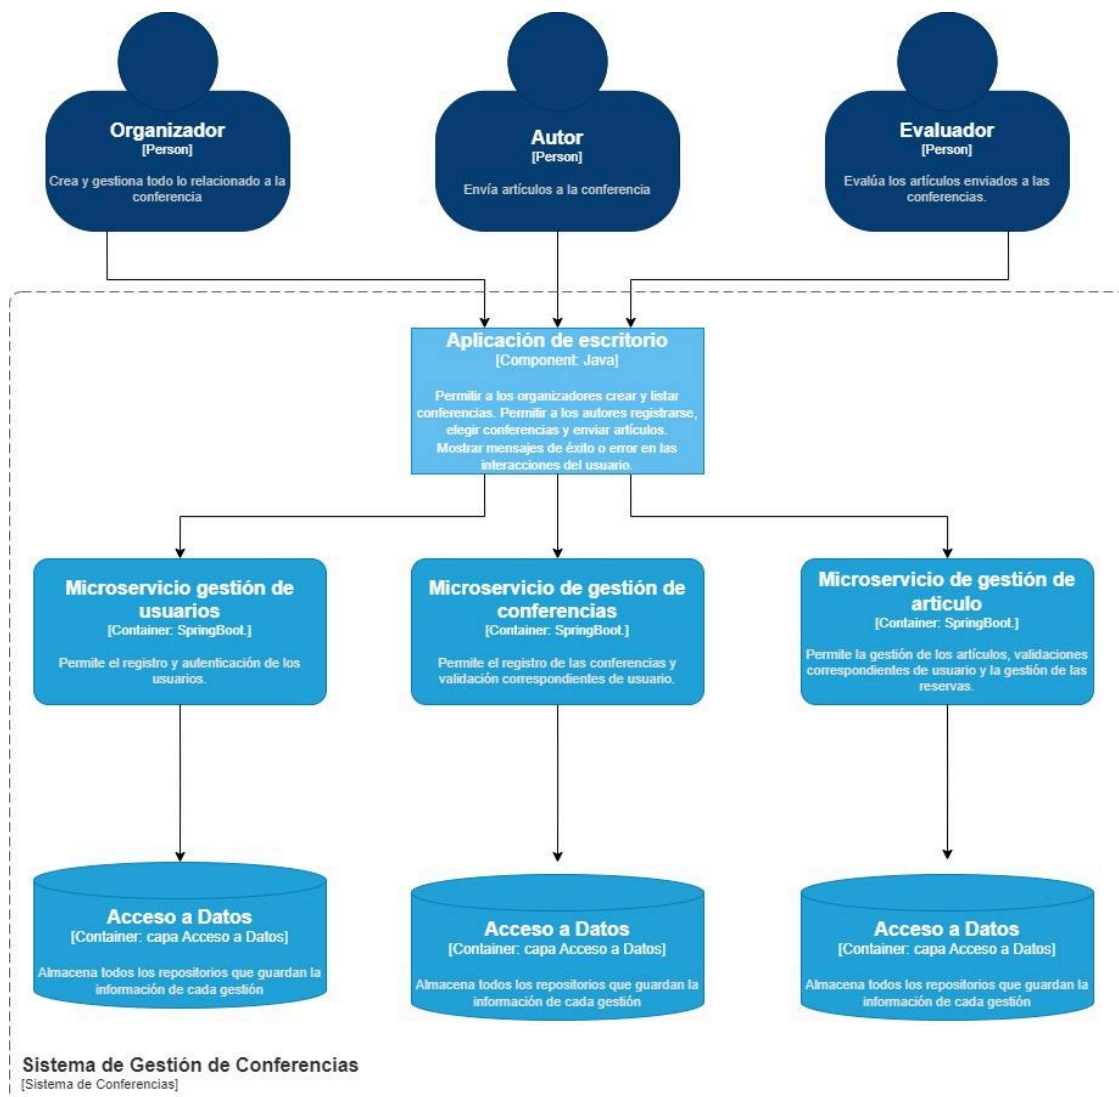 Organizador
[Person]
Crea y gestiona todo lo relacionado a la
conferencia
Autor
[Person]
Envía artículos a la conferencia
Evaluador
[Person]
Evalúa los artículos enviados a las
conferencias.
Aplicación de escritorio
[Component: Java]
Permitir a los organizadores crear y listar
conferencias. Permitir a los autores registrarse,
elegir conferencias y enviar artículos.
Mostrar mensajes de éxito o error en las
interacciones del usuario.
Microservicio gestión de
usuarios
[Container: SpringBoot.]
Permite el registro y autenticación de los
usuarios.
Microservicio de gestión de
conferencias
[Container: SpringBoot.]
Permite el registro de las conferencias y
validación correspondientes de usuario.
Microservicio de gestión de
articulo
[Container: SpringBoot.]
Permite la gestión de los artículos, validaciones
correspondientes de usuario y la gestión de las
reservas.
Acceso a Datos
[Container: capa Acceso a Datos]
Almacena todos los repositorios que guardan la
información de cada gestión
Acceso a Datos
[Container: capa Acceso a Datos]
Almacena todos los repositorios que guardan la
información de cada gestión
Acceso a Datos
[Container: capa Acceso a Datos]
Almacena todos los repositorios que guardan la
información de cada gestión
Sistema de Gestión de Conferencias
[Sistema de Conferencias]